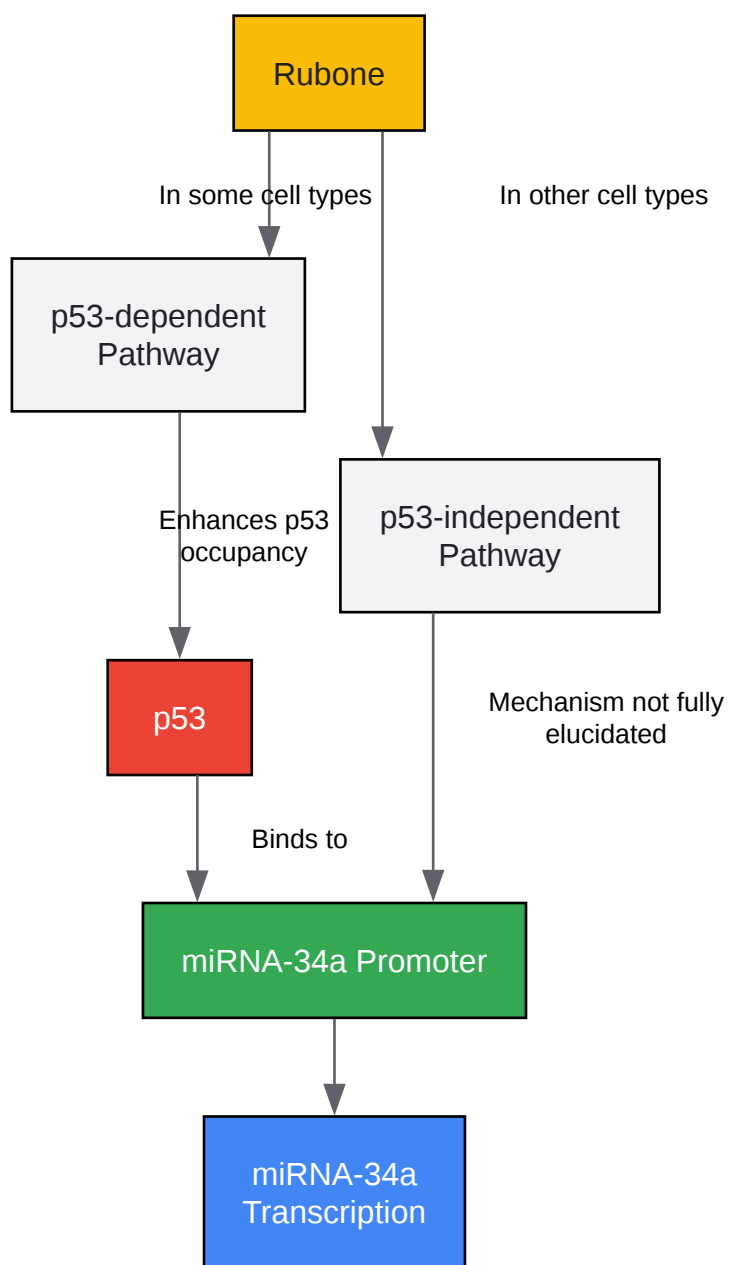 Rubone
In some cell types
In other cell types
p53-dependent
Pathway
Enhances p53
occupancy
p53-independent
Pathway
p53
Mechanism not fully
elucidated
Binds to
miRNA-34a Promoter
miRNA-34a
Transcription